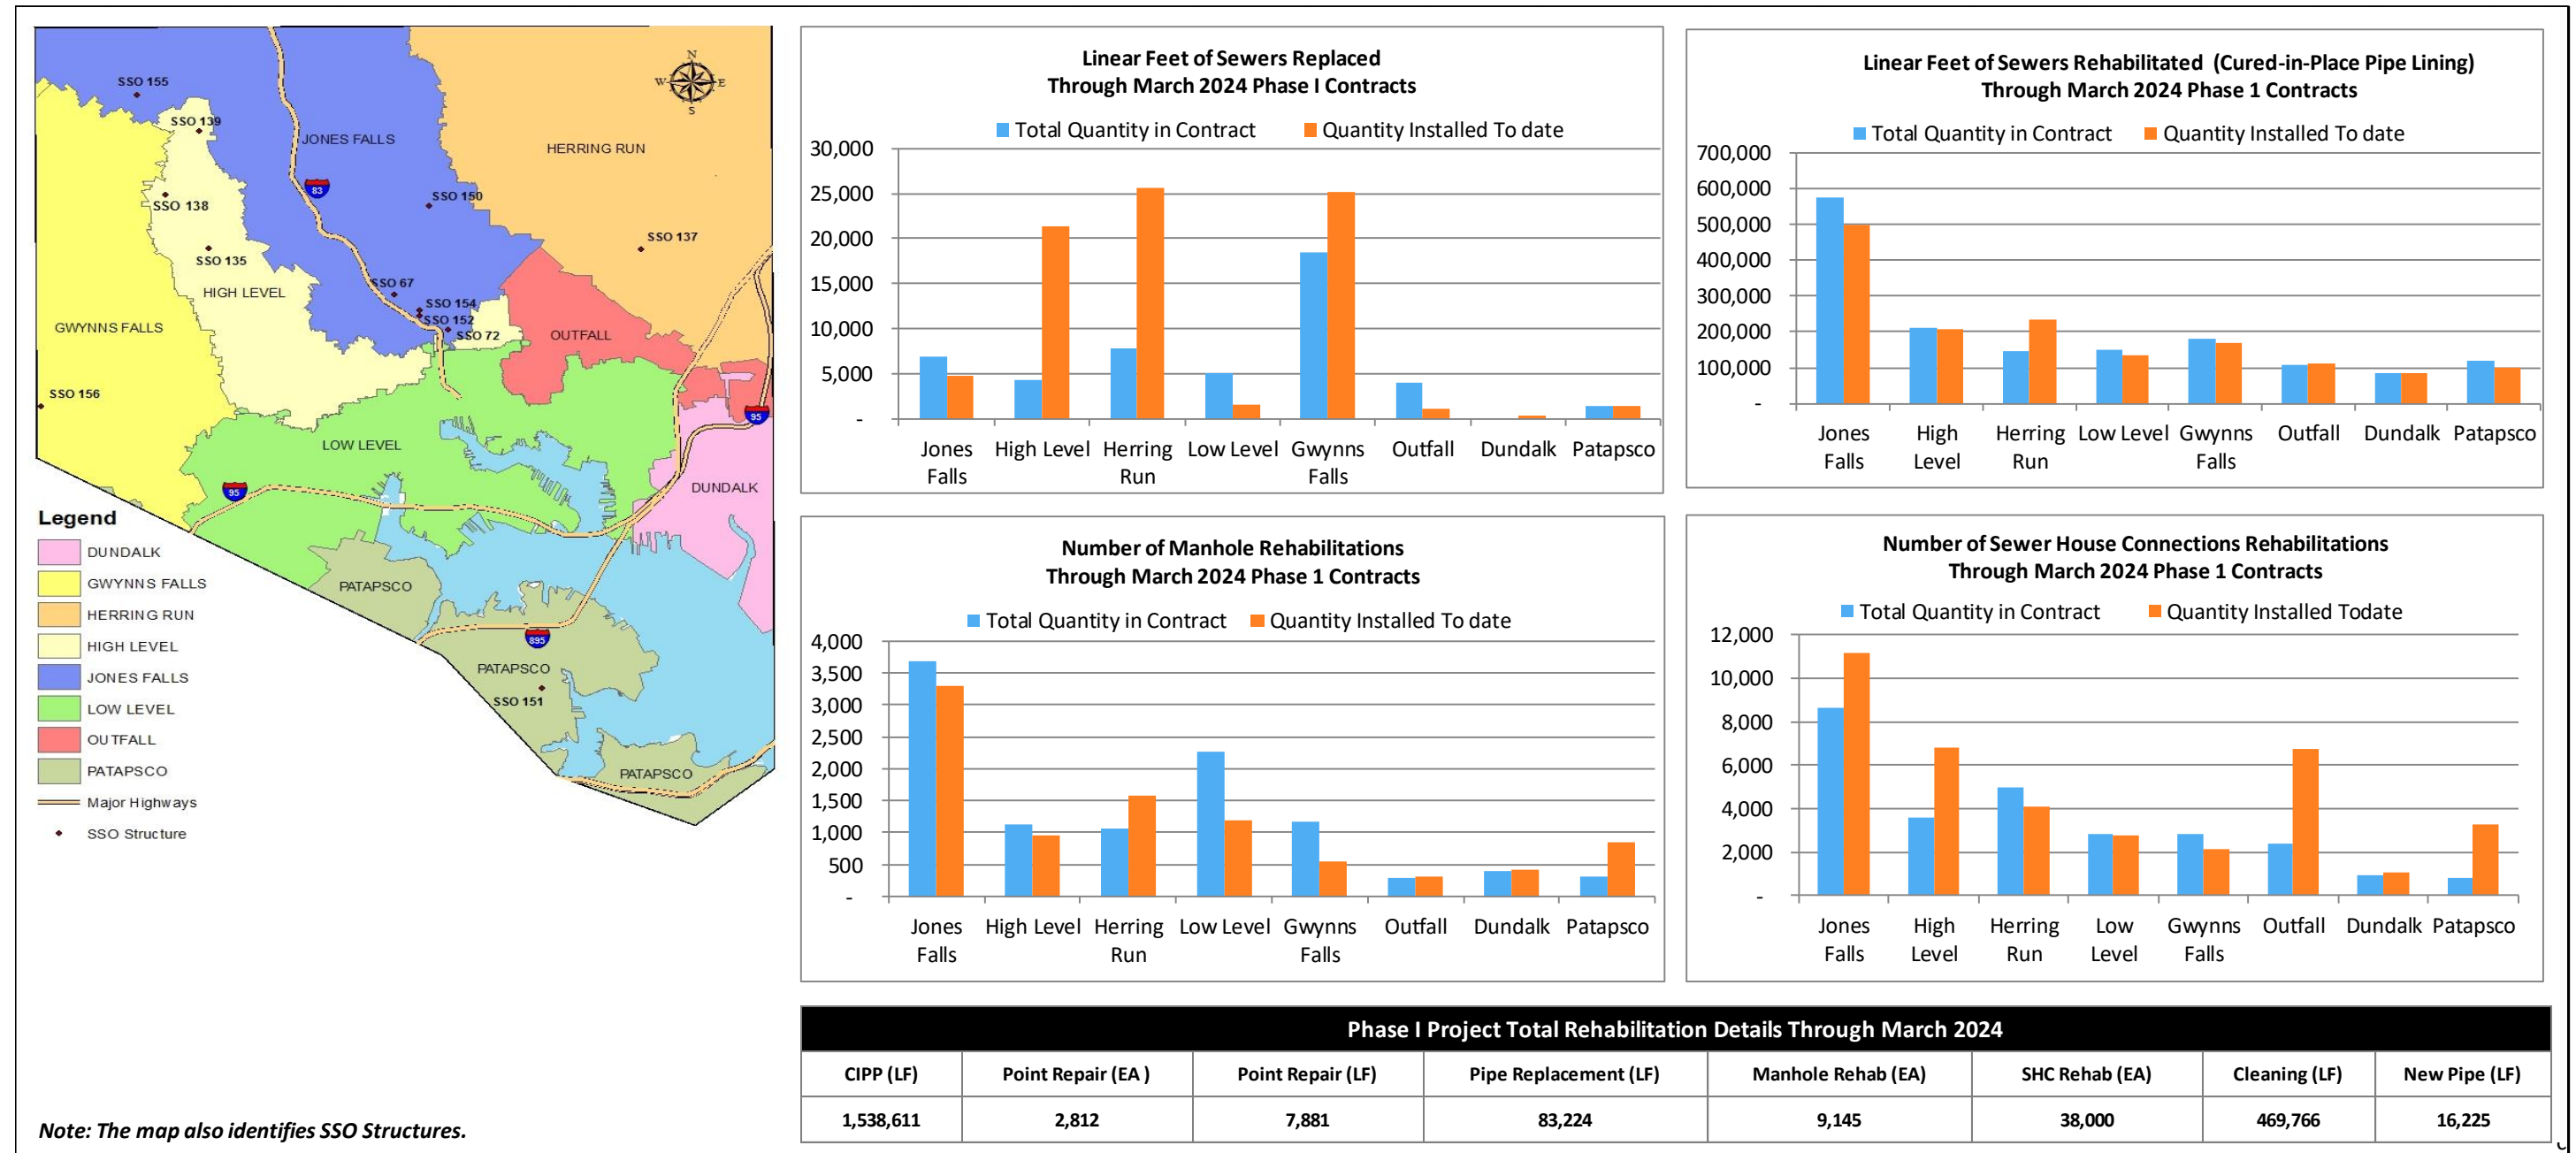 N
W
E
S
SSO 155
SSO 139
JONES FALLS
HERRING RUN
83
SSO 138
SSO 150
SSO 137
SSO 135
SSO 67
HIGH LEVEL
SSO 154
SSO 152
GWYNNS FALLS
SSO 72
OUTFALL
SSO 156
95
LOW LEVEL
95
DUNDALK
PATAPSCO
895
PATAPSCO
SSO 151
PATAPSCO
Legend
DUNDALK
GWYNNS FALLS
HERRING RUN
HIGH LEVEL
JONES FALLS
LOW LEVEL
OUTFALL
PATAPSCO
Major Highways
SSO Structure
Note: The map also identifies SSO Structures.
Linear Feet of Sewers Replaced
Through March 2024 Phase I Contracts
Total Quantity in Contract Quantity Installed To date
30,000
25,000
20,000
15,000
10,000
5,000
-
Jones Falls High Level Herring Run Low Level Gwynns Falls Outfall Dundalk Patapsco
Linear Feet of Sewers Rehabilitated (Cured-in-Place Pipe Lining)
Through March 2024 Phase 1 Contracts
Total Quantity in Contract Quantity Installed To date
700,000
600,000
500,000
400,000
300,000
200,000
100,000
-
Jones Falls High Level Herring Run Low Level Gwynns Falls Outfall Dundalk Patapsco
Number of Manhole Rehabilitations
Through March 2024 Phase 1 Contracts
Total Quantity in Contract Quantity Installed To date
4,000
3,500
3,000
2,500
2,000
1,500
1,000
500
-
Jones Falls High Level Herring Run Low Level Gwynns Falls Outfall Dundalk Patapsco
Number of Sewer House Connections Rehabilitations
Through March 2024 Phase 1 Contracts
Total Quantity in Contract Quantity Installed Todate
12,000
10,000
8,000
6,000
4,000
2,000
-
Jones Falls High Level Herring Run Low Level Gwynns Falls Outfall Dundalk Patapsco
Phase I Project Total Rehabilitation Details Through March 2024
CIPP (LF) Point Repair (EA ) Point Repair (LF) Pipe Replacement (LF) Manhole Rehab (EA) SHC Rehab (EA) Cleaning (LF) New Pipe (LF)
1,538,611 2,812 7,881 83,224 9,145 38,000 469,766 16,225